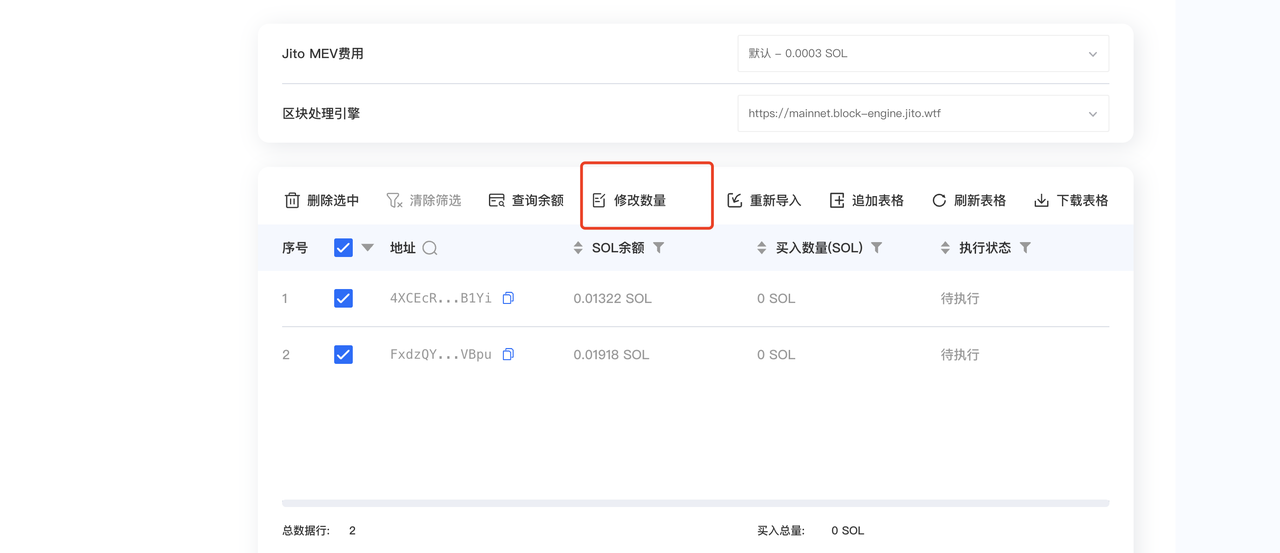 Jito MEV费用 默认 – 0.0003 SOL
区块处理引擎 https://mainnet.block-engine.jito.wtf
删除选中 清除筛选 查询余额 修改数量 重新导入 追加表格 刷新表格 下载表格
序号 地址 SOL余额 买入数量(SOL) 执行状态
1 4XCEcR...B1Yi 0.01322 SOL 0 SOL 待执行
2 FxdzQY...VBpu 0.01918 SOL 0 SOL 待执行
总数据行: 2 买入总量: 0 SOL